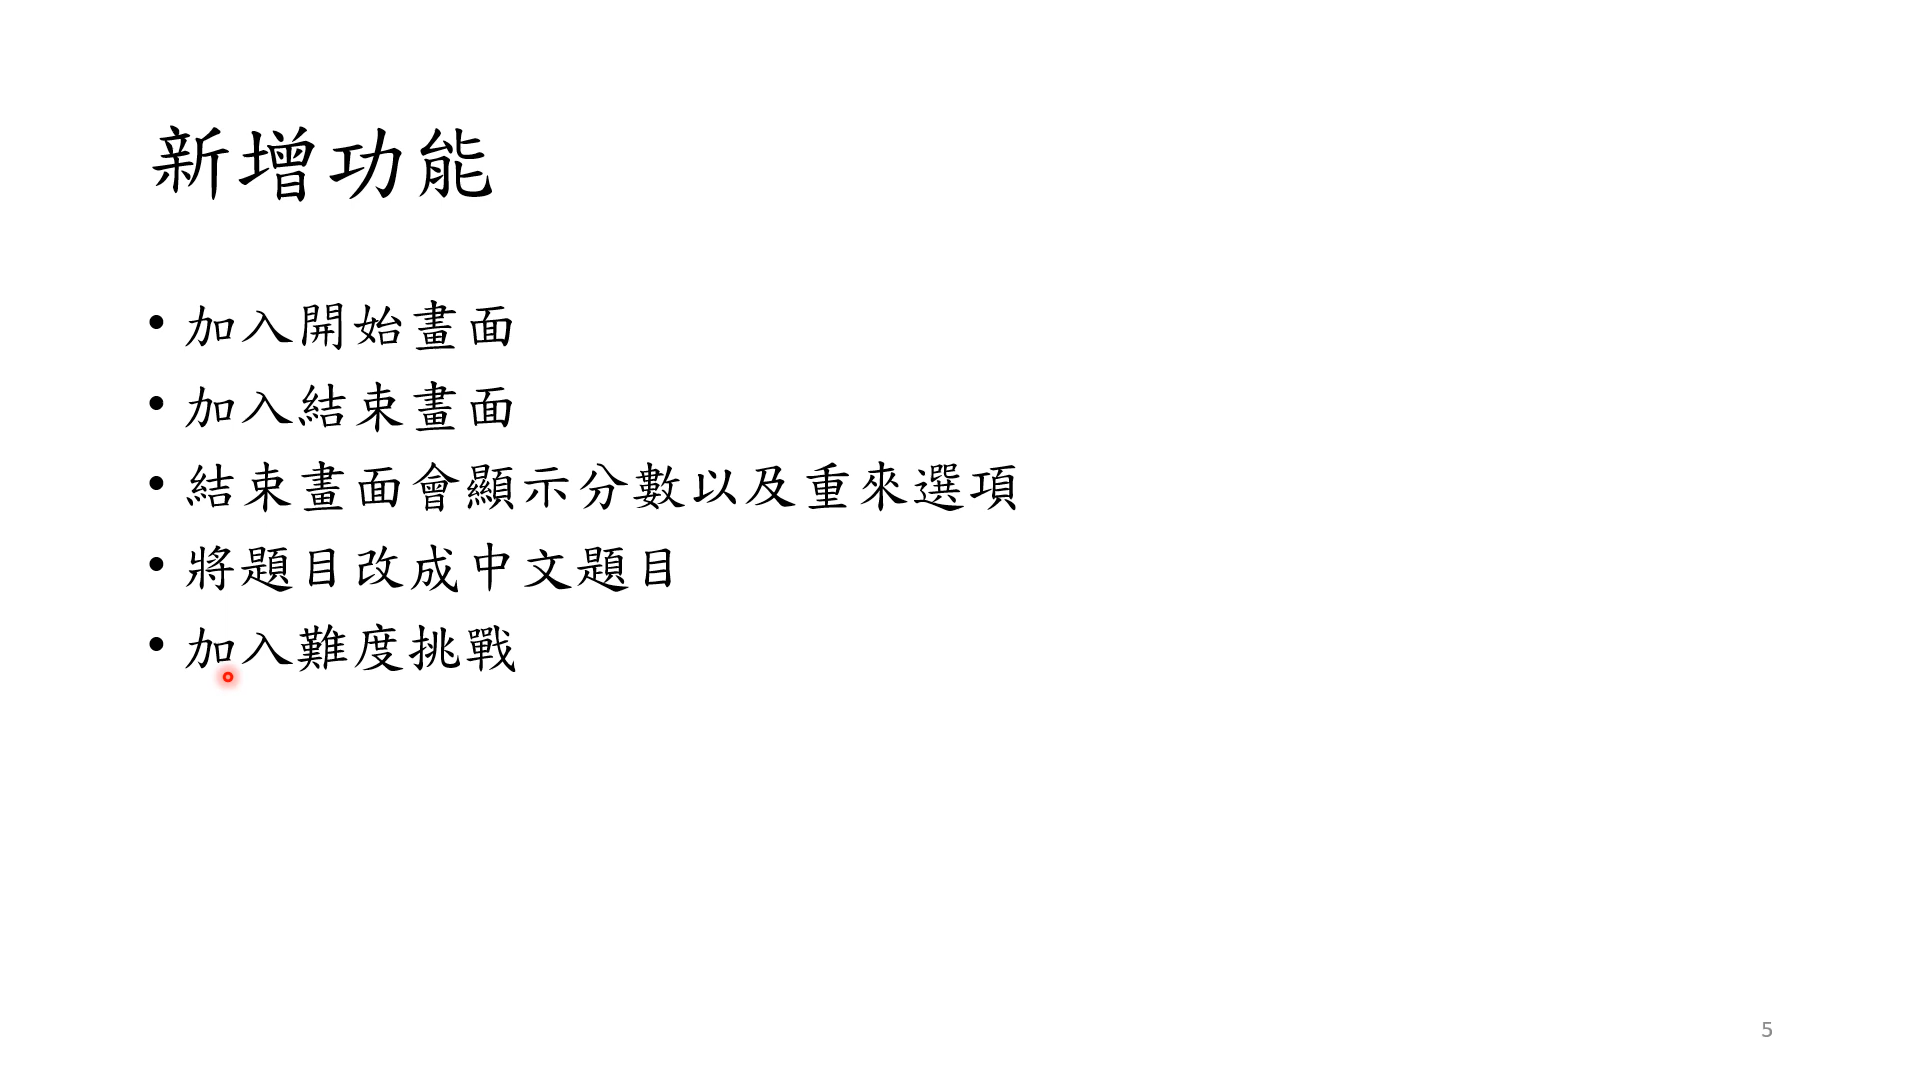 新增功能
• 加入開始畫面
• 加入結束畫面
• 結束畫面會顯示分數以及重來選項
• 將題目改成中文題目
• 加入難度挑戰
5